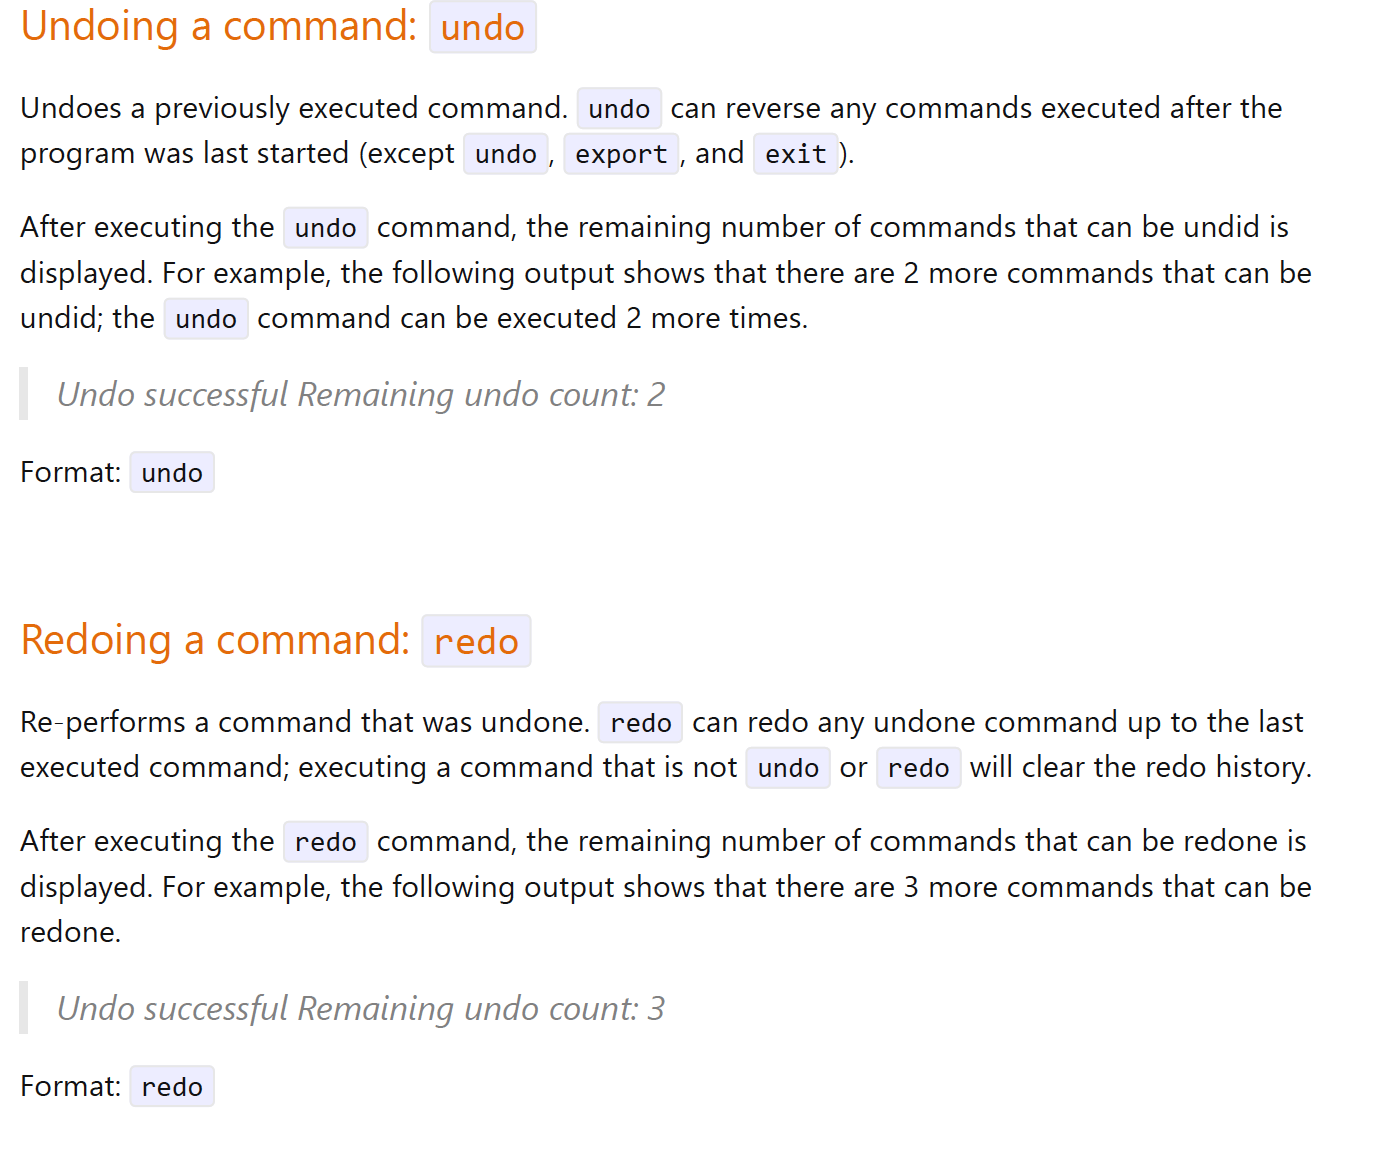 Undoing a command: undo
Undoes a previously executed command. undo can reverse any commands executed after the
program was last started (except undo, export, and exit).
After executing the undo command, the remaining number of commands that can be undid is
displayed. For example, the following output shows that there are 2 more commands that can be
undid; the undo command can be executed 2 more times.
Undo successful Remaining undo count: 2
Format: undo
Redoing a command: redo
Re-performs a command that was undone. redo can redo any undone command up to the last
executed command; executing a command that is not undo or redo will clear the redo history.
After executing the redo command, the remaining number of commands that can be redone is
displayed. For example, the following output shows that there are 3 more commands that can be
redone.
Undo successful Remaining undo count: 3
Format: redo